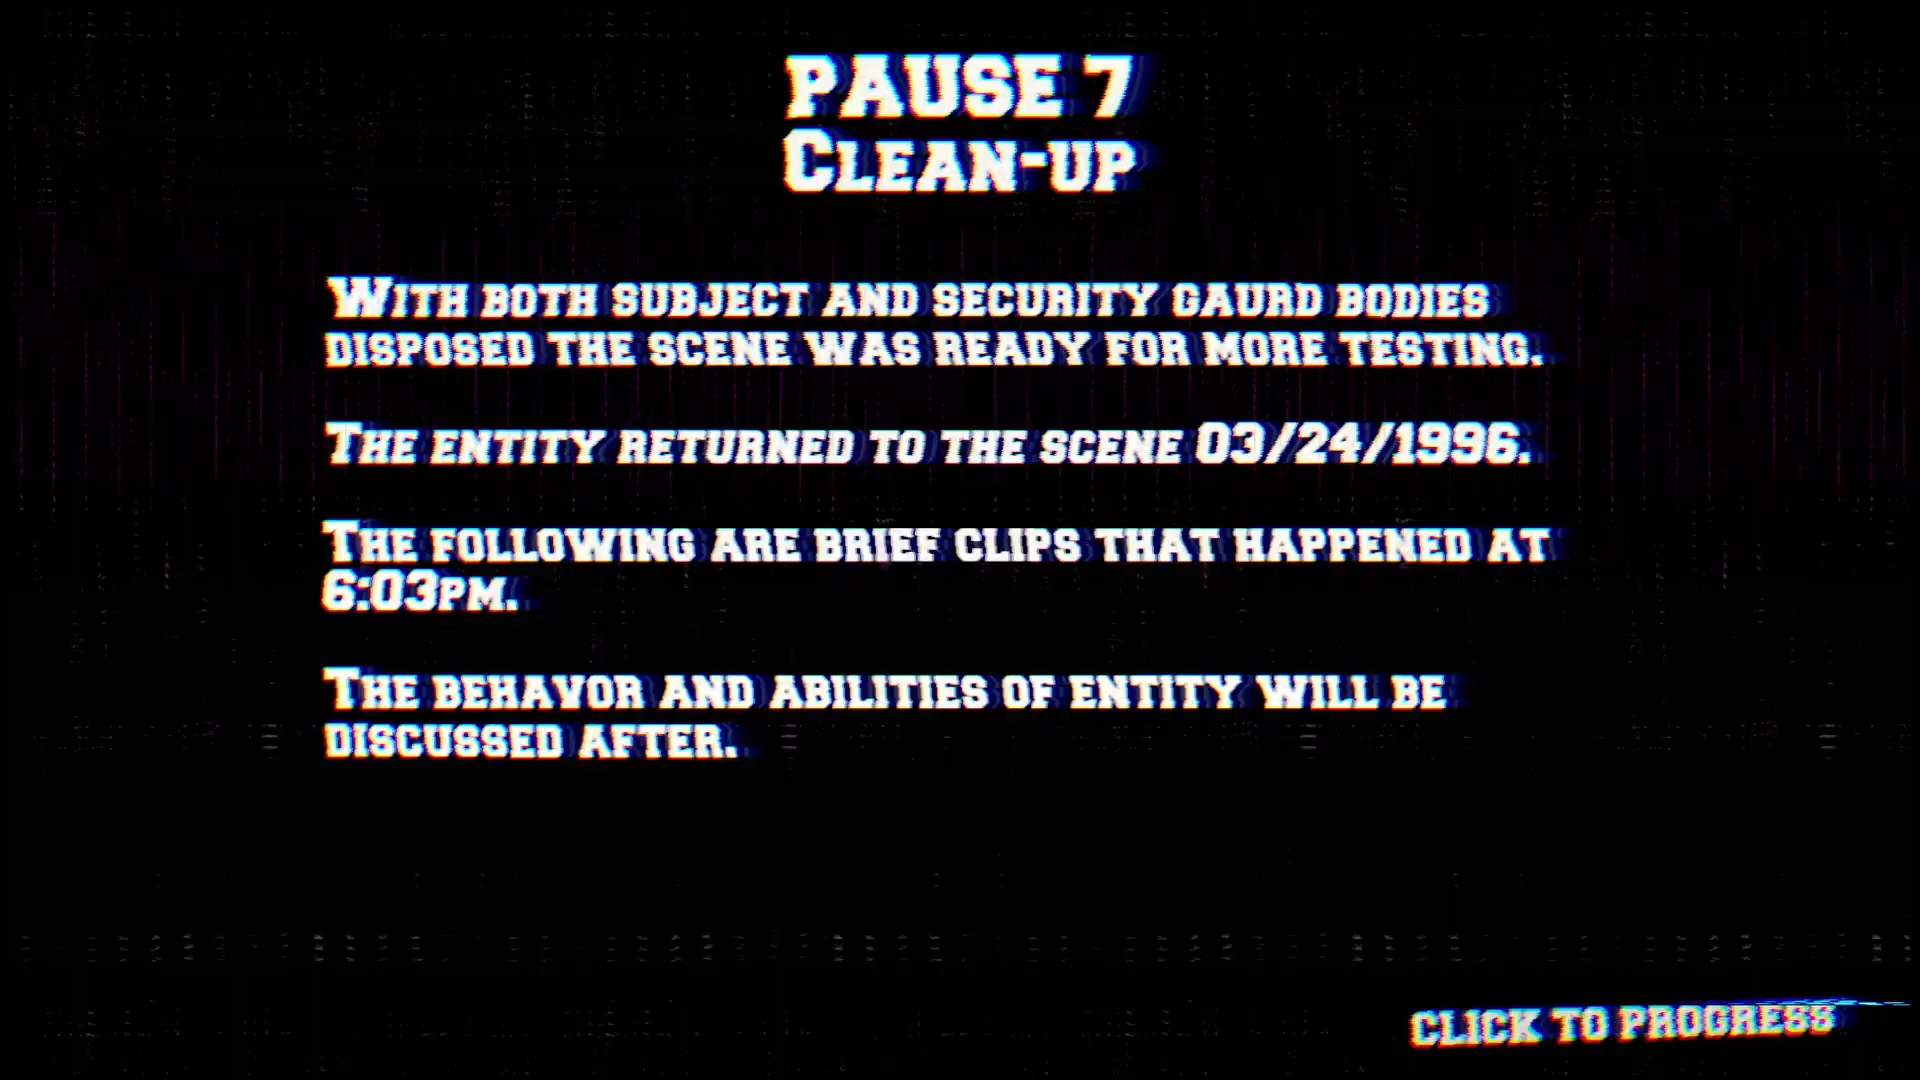 PAUSE 7
CLEAN-UP
WITH BOTH SUBJECT AND SECURITY GAURD BODIES
DISPOSED THE SCENE WAS READY FOR MORE TESTING.
THE ENTITY RETURNED TO THE SCENE 03/24/1996.
THE FOLLOWING ARE BRIEF CLIPS THAT HAPPENED AT
6:03PM.
THE BEHAVOR AND ABILITIES OF ENTITY WILL BE
DISCUSSED AFTER.
CLICK TO PROGRESS